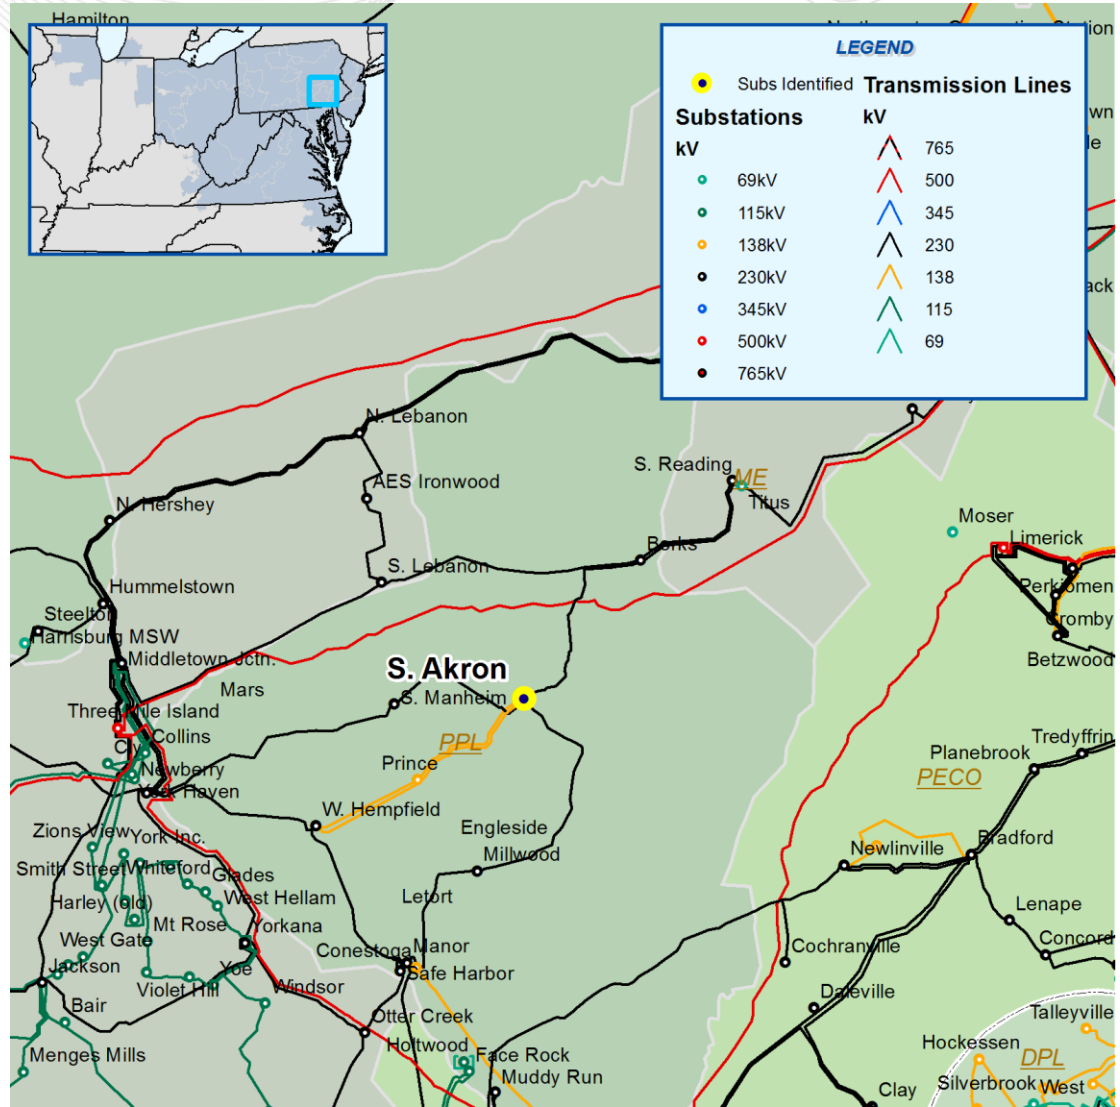 Hamilton
LEGEND
Subs Identified
Transmission Lines
Substations
kV
kV
69kV
115kV
138kV
230kV
345kV
500kV
765kV
765
500
345
230
138
115
69
N. Lebanon
AES Ironwood
S. Reading
ME
Titus
N. Hershey
Moser
Limerick
Berks
S. Lebanon
Hummelstown
Perkiomen
Steelton
Cromby
Harrisburg MSW
Betzwood
Middletown Jctn.
S. Akron
Mars
S. Manheim
Three Mile Island
Collins
PPL
Tredyffrin
Planebrook
Newberry
Prince
PECO
York Haven
W. Hempfield
Zions View
York Inc.
Engleside
Bradford
Smith Street
Whiteford
Glades
Millwood
Newlinville
Harley (old)
West Hellam
Letort
Mt Rose
Yorkana
Lenape
West Gate
Conestoga
Manor
Concord
Jackson
Yoe
Safe Harbor
Cochranville
Violet Hill
Windsor
Daleville
Bair
Otter Creek
Talleyville
Menges Mills
Holtwood
Face Rock
Hockessen
DPL
Muddy Run
Clay
Silverbrook
West